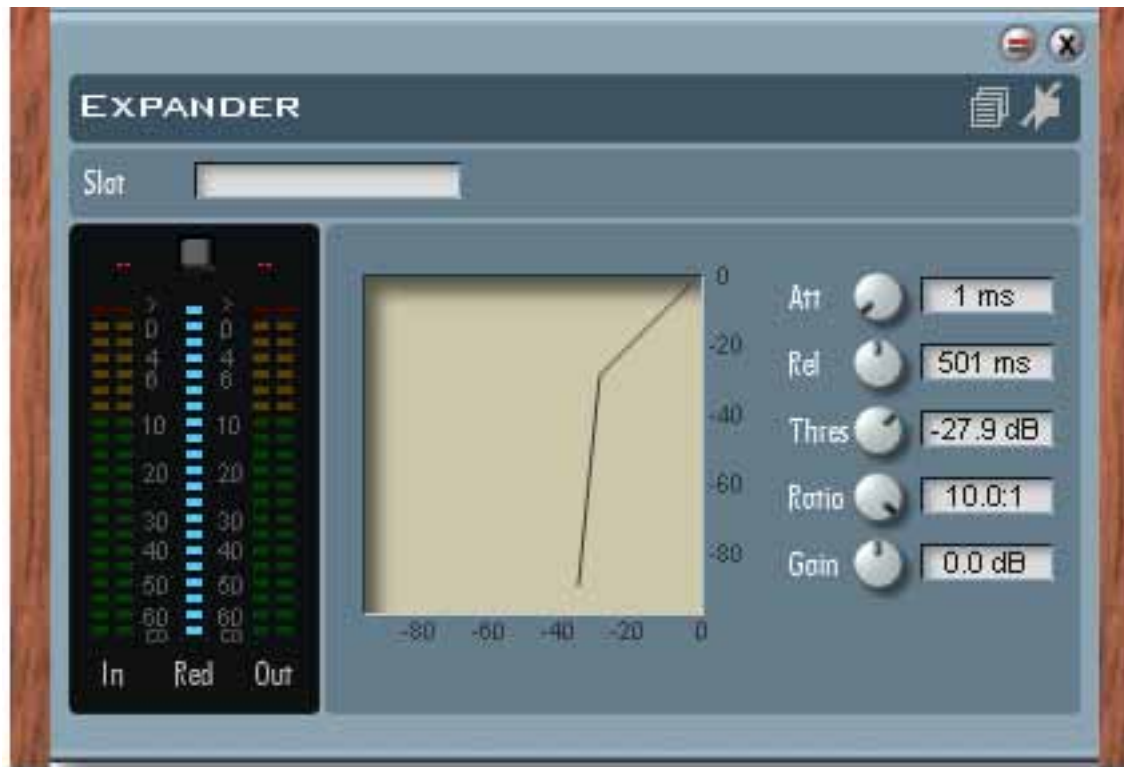 EXPANDER
Slot
-- --
> >
0 0
4 4
6 6
10 10
20 20
30 30
40 40
50 50
60 60
∞ ∞
In Red Out
0
-20
-40
-60
-80
-80 -60 -40 -20 0
Att 1 ms
Rel 501 ms
Thres -27.9 dB
Ratio 10.0:1
Gain 0.0 dB